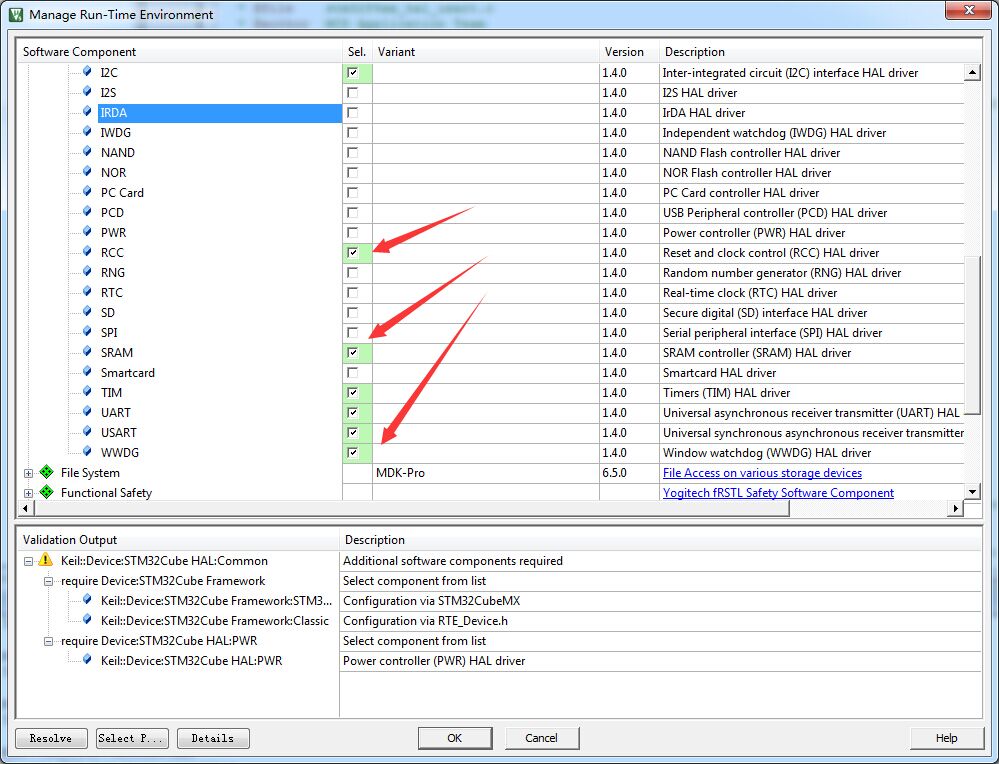 Manage Run-Time Environment
Software Component Sel. Variant Version Description
I2C 1.4.0 Inter-integrated circuit (I2C) interface HAL driver
I2S 1.4.0 I2S HAL driver
IRDA 1.4.0 IrDA HAL driver
IWDG 1.4.0 Independent watchdog (IWDG) HAL driver
NAND 1.4.0 NAND Flash controller HAL driver
NOR 1.4.0 NOR Flash controller HAL driver
PC Card 1.4.0 PC Card controller HAL driver
PCD 1.4.0 USB Peripheral controller (PCD) HAL driver
PWR 1.4.0 Power controller (PWR) HAL driver
RCC 1.4.0 Reset and clock control (RCC) HAL driver
RNG 1.4.0 Random number generator (RNG) HAL driver
RTC 1.4.0 Real-time clock (RTC) HAL driver
SD 1.4.0 Secure digital (SD) interface HAL driver
SPI 1.4.0 Serial peripheral interface (SPI) HAL driver
SRAM 1.4.0 SRAM controller (SRAM) HAL driver
Smartcard 1.4.0 Smartcard HAL driver
TIM 1.4.0 Timers (TIM) HAL driver
UART 1.4.0 Universal asynchronous receiver transmitter (UART) HAL
USART 1.4.0 Universal synchronous asynchronous receiver transmitter
WWDG 1.4.0 Window watchdog (WWDG) HAL driver
File System MDK-Pro 6.5.0 File Access on various storage devices
Functional Safety Yogitech fRSTL Safety Software Component
Validation Output Description
Keil::Device:STM32Cube HAL:Common Additional software components required
require Device:STM32Cube Framework Select component from list
Keil::Device:STM32Cube Framework:STM3... Configuration via STM32CubeMX
Keil::Device:STM32Cube Framework:Classic Configuration via RTE_Device.h
require Device:STM32Cube HAL:PWR Select component from list
Keil::Device:STM32Cube HAL:PWR Power controller (PWR) HAL driver
Resolve Select P... Details OK Cancel Help